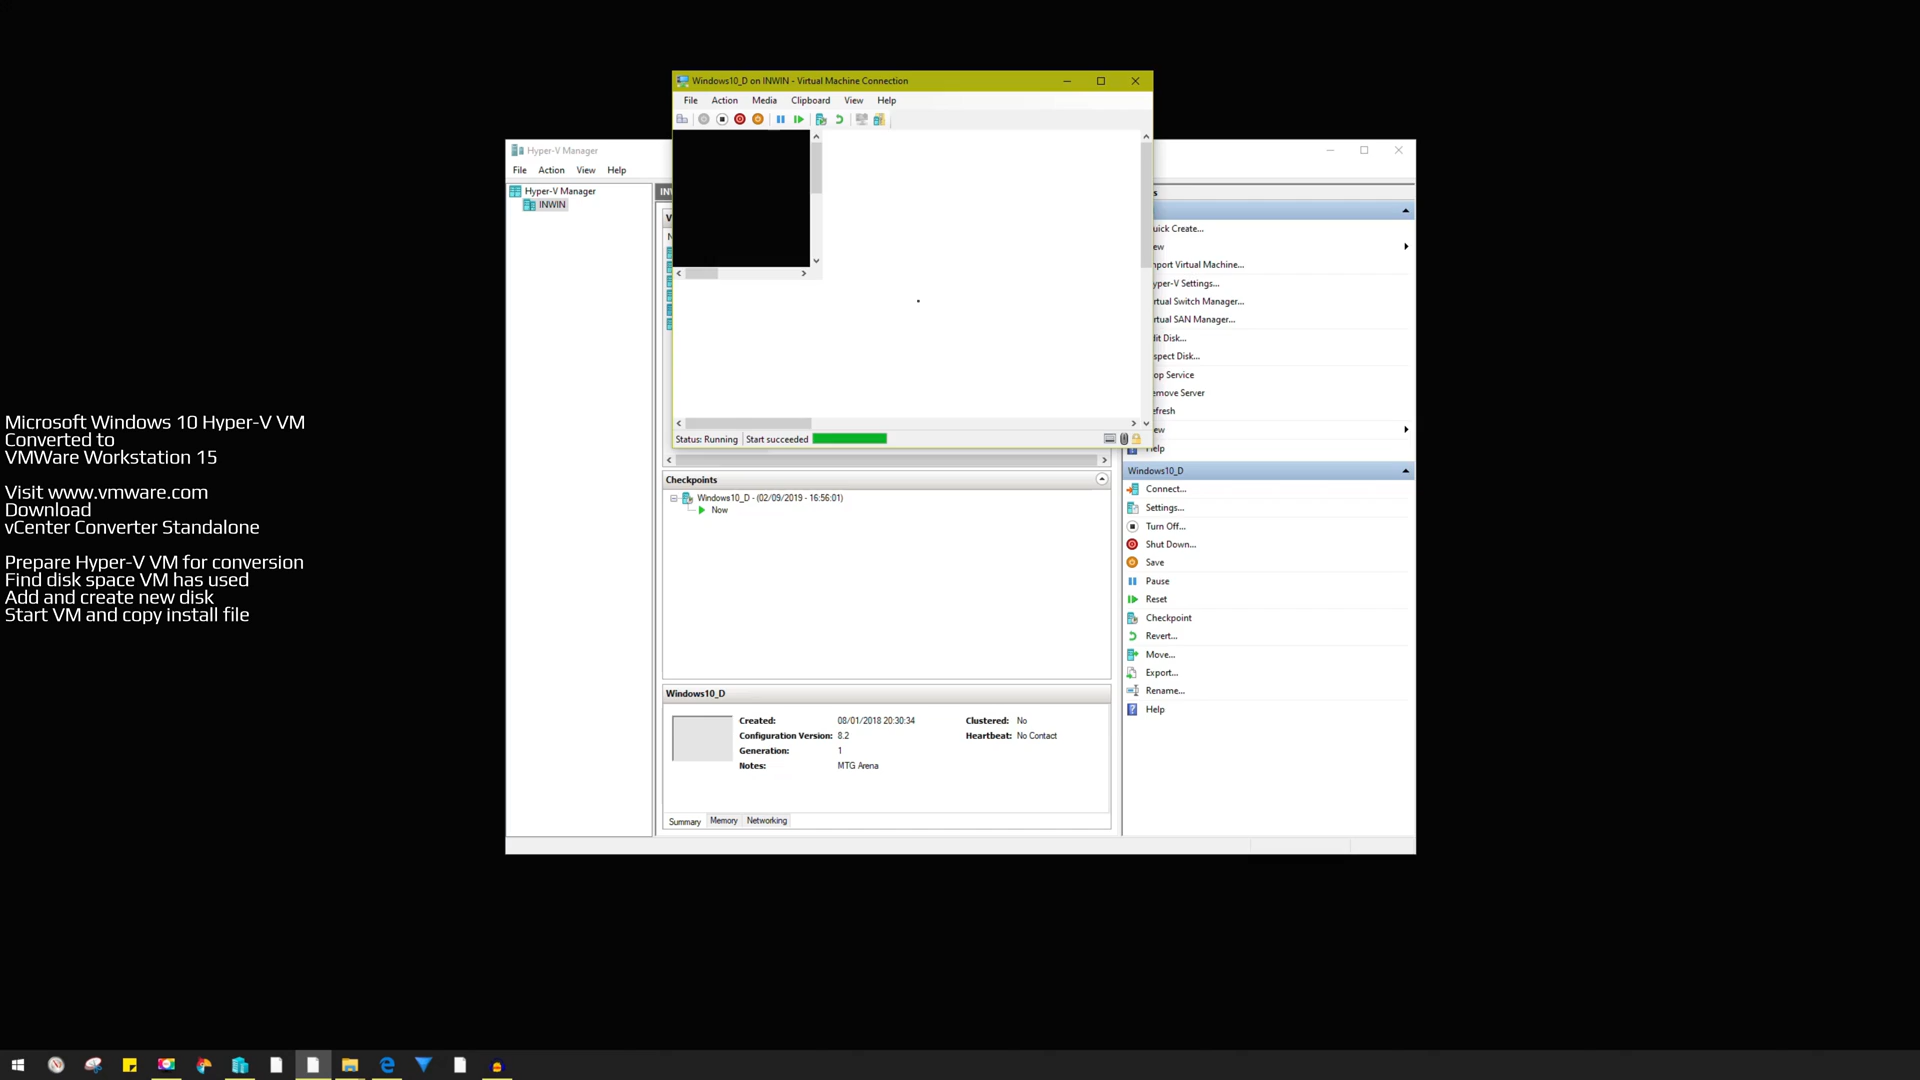 Windows10_D on INWIN - Virtual Machine Connection
File Action Media Clipboard View Help
Hyper-V Manager
File Action View Help
Hyper-V Manager
INWIN
Status: Running
Start succeeded
Checkpoints
Windows10_D - (02/09/2019 - 16:56:01)
Now
Windows10_D
Created: 08/01/2018 20:30:34
Clustered: No
Configuration Version: 8.2
Heartbeat: No Contact
Generation: 1
Notes: MTG Arena
Summary Memory Networking
uick Create...
ew
mport Virtual Machine...
yper-V Settings...
rtual Switch Manager...
rtual SAN Manager...
dit Disk...
spect Disk...
op Service
emove Server
efresh
ew
Help
Windows10_D
Connect...
Settings...
Turn Off...
Shut Down...
Save
Pause
Reset
Checkpoint
Revert...
Move...
Export...
Rename...
Help
Microsoft Windows 10 Hyper-V VM
Converted to
VMWare Workstation 15
Visit www.vmware.com
Download
vCenter Converter Standalone
Prepare Hyper-V VM for conversion
Find disk space VM has used
Add and create new disk
Start VM and copy install file